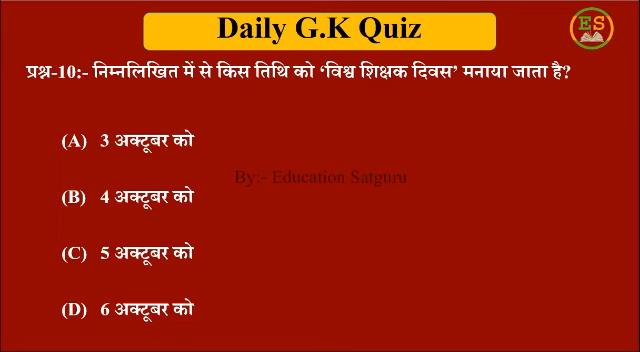 Daily G.K Quiz
ES
प्रश्न-10:- निम्नलिखित में से किस तिथि को ‘विश्व शिक्षक दिवस’ मनाया जाता है?
(A) 3 अक्टूबर को
By:- Education Satguru
(B) 4 अक्टूबर को
(C) 5 अक्टूबर को
(D) 6 अक्टूबर को